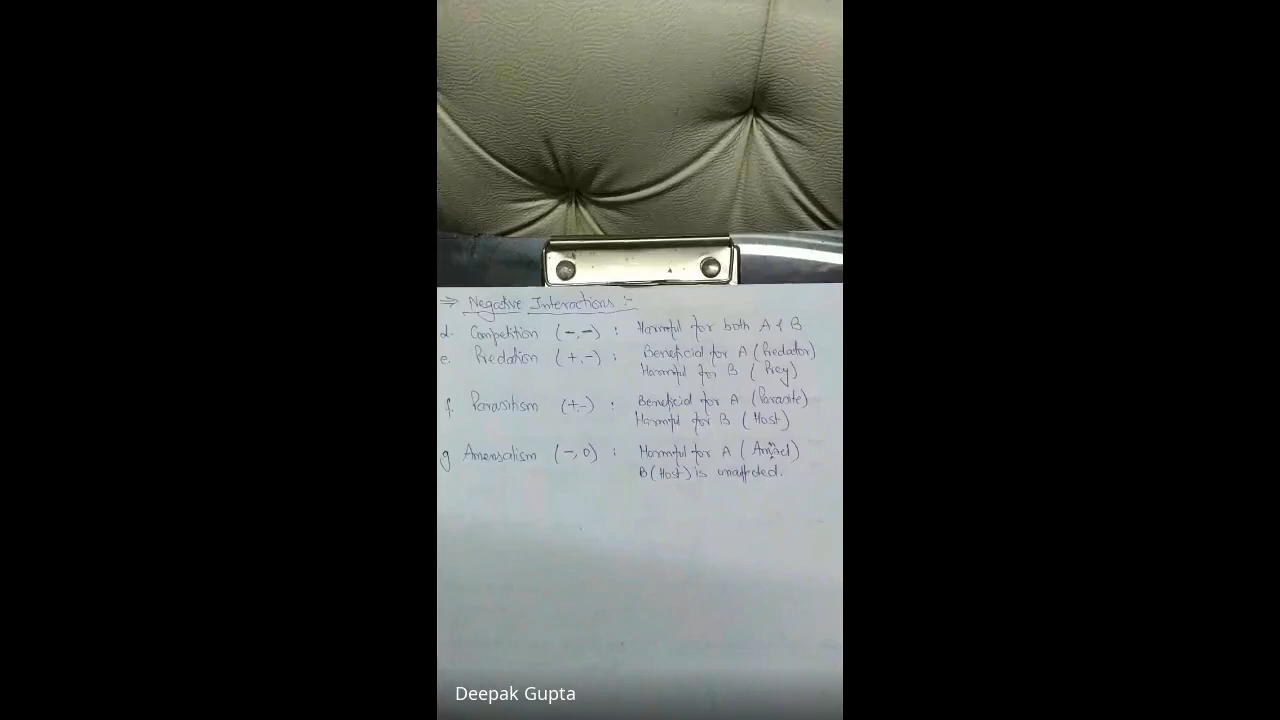 ⇒ Negative Interactions :-
d. Competition (-,-) : Harmful for both A & B
e. Predation (+,-) : Beneficial for A (Predator)
Harmful for B (Prey)
f. Parasitism (+,-) : Beneficial for A (Parasite)
Harmful for B (Host)
g Amensalism (-,0) : Harmful for A
B (Host) is unaffected.
Deepak Gupta